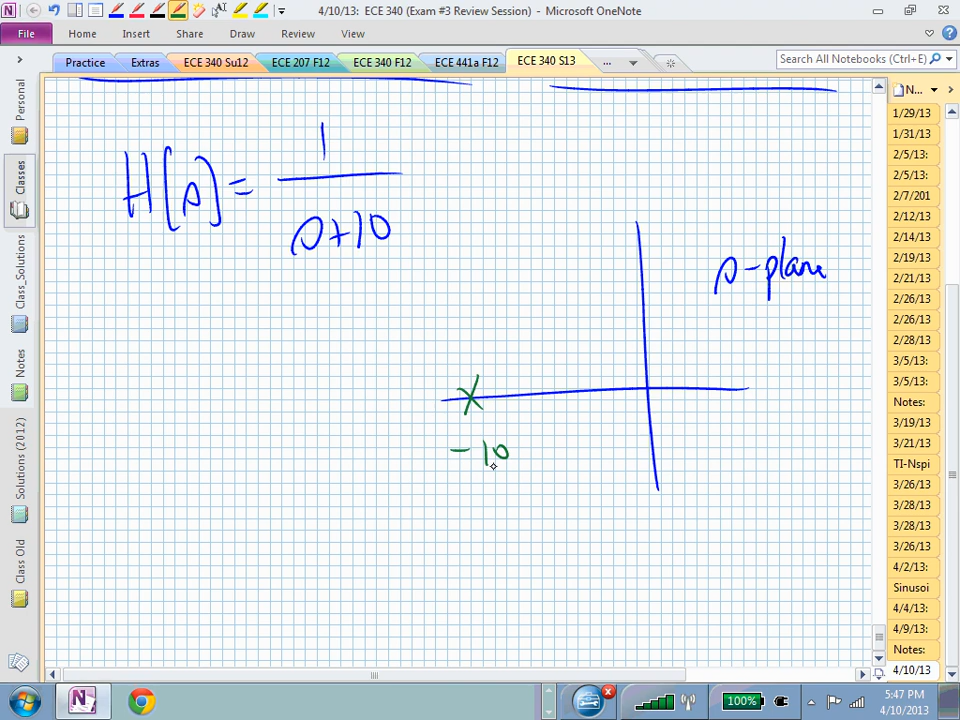 4/10/13: ECE 340 (Exam #3 Review Session) - Microsoft OneNote
File Home Insert Share Draw Review View
Practice Extras ECE 340 Su12 ECE 207 F12 ECE 340 F12 ECE 441a F12 ECE 340 S13 ... Search All Notebooks (Ctrl+E)
Personal
Classes
Class_Solutions
Notes
Solutions (2012)
Class Old
H[s] = 1
s+10
s-plane
-10
N...
1/29/13
1/31/13
2/5/13:
2/5/13:
2/7/201
2/12/13
2/14/13
2/19/13
2/21/13
2/26/13
2/26/13
2/28/13
3/5/13:
3/5/13:
Notes:
3/19/13
3/21/13
TI-Nspi
3/26/13
3/28/13
3/28/13
3/26/13
4/2/13:
Sinusoi
4/4/13:
4/9/13:
Notes:
4/10/13
100%
5:47 PM
4/10/2013